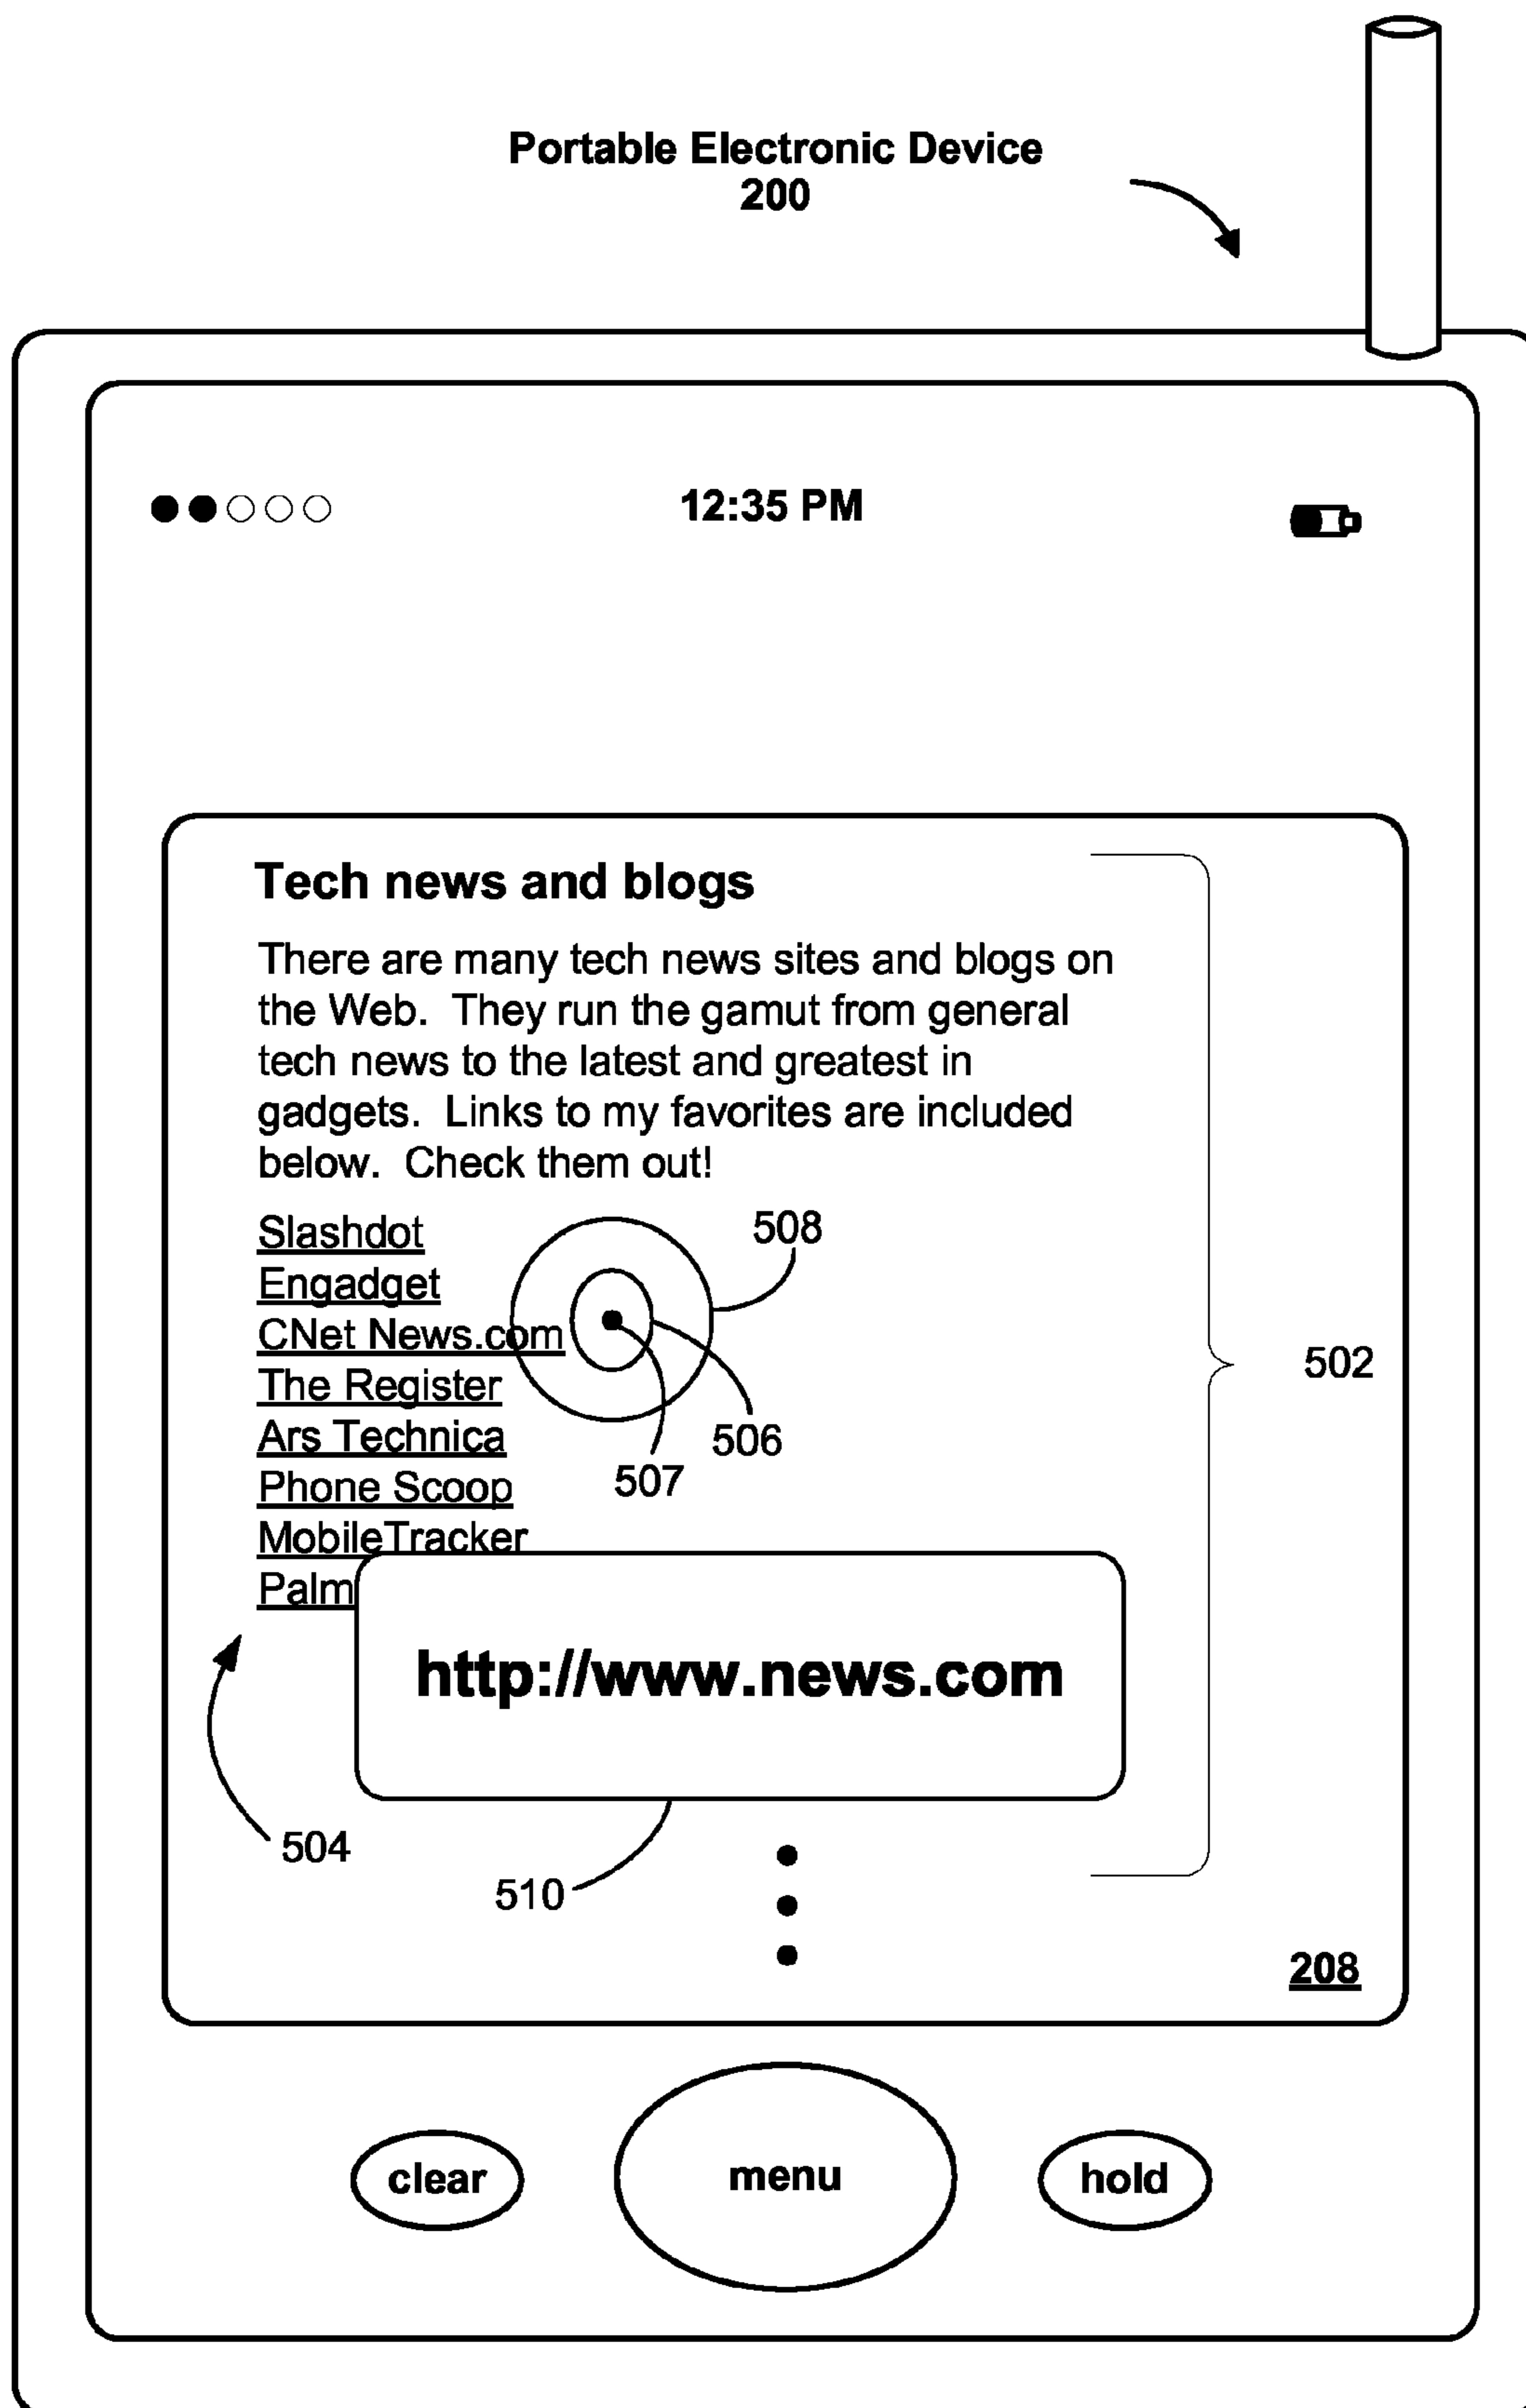 Portable Electronic Device
200
12:35 PM
Tech news and blogs
There are many tech news sites and blogs on
the Web. They run the gamut from general
tech news to the latest and greatest in
gadgets. Links to my favorites are included
below. Check them out!
Slashdot
508
Engadget
CNet News.com
502
The Register
Ars Technica
506
Phone Scoop
507
MobileTracker
Palm
http://www.news.com
504
510
208
clear
menu
hold